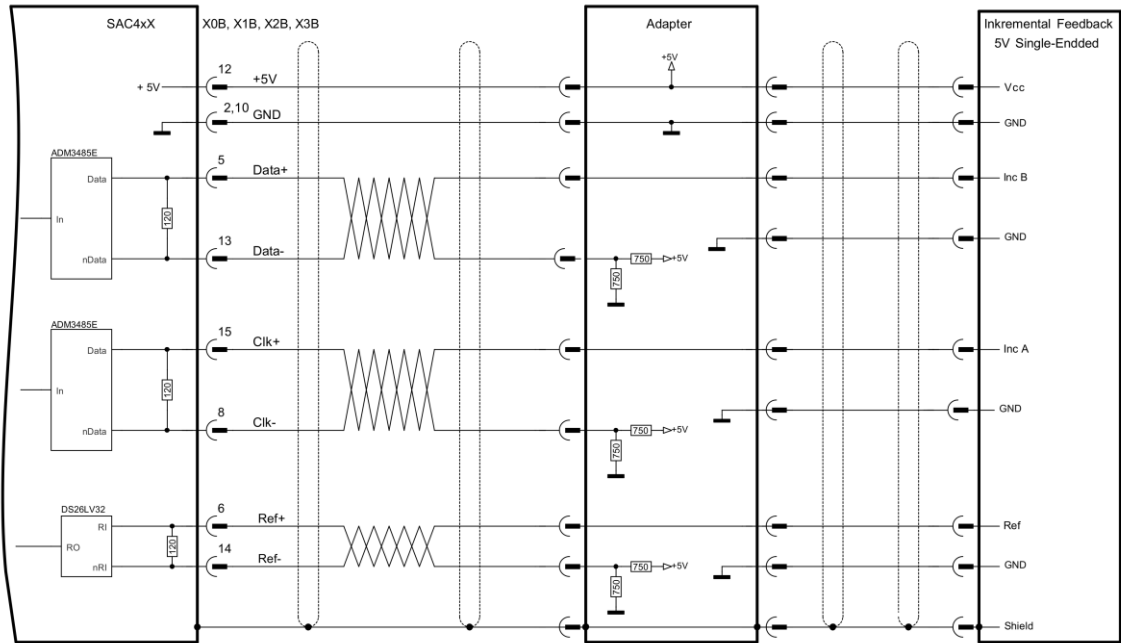 SAC4xX X0B, X1B, X2B, X3B Adapter Inkremental Feedback
5V Single-Endded
+5V
+ 5V 12 +5V Vcc
2,10 GND GND
ADM3485E
Data 5 Data+ Inc B
In 120
GND
nData 13 Data- 750 +5V
750
ADM3485E
Data 15 Clk+ Inc A
In 120
GND
nData 8 Clk- 750 +5V
750
DS26LV32
RI 6 Ref+ Ref
RO 120
nRI 14 Ref- 750 +5V GND
750
Shield